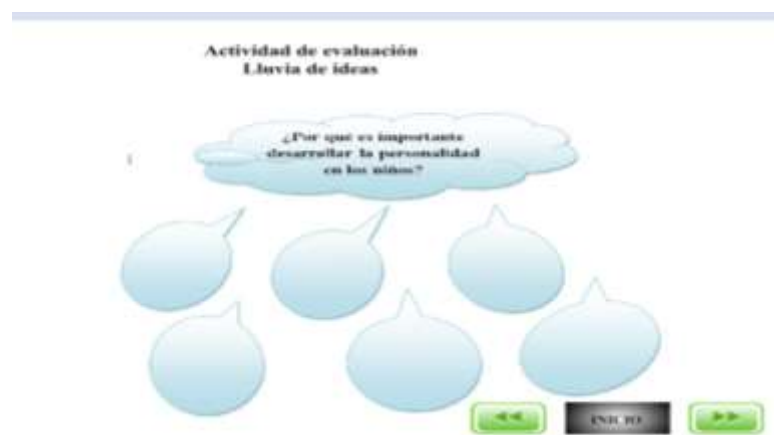 Actividad de evaluación
Lluvia de ideas
¿Por qué es importante
desarrollar la personalidad
en los niños?
INICIO